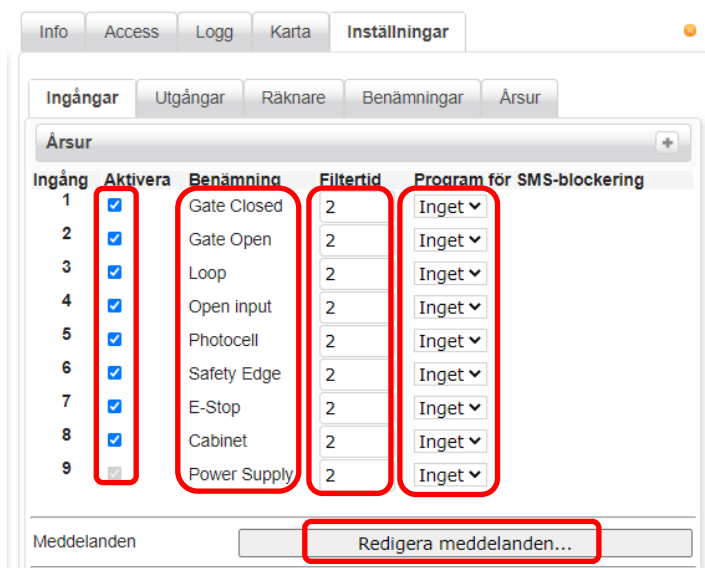 Info Access Logg Karta Inställningar
Ingångar Utgångar Räknare Benämningar Årsur
Årsur
Ingång Aktivera Benämning Filtertid Program för SMS-blockering
1 Gate Closed 2 Inget
2 Gate Open 2 Inget
3 Loop 2 Inget
4 Open input 2 Inget
5 Photocell 2 Inget
6 Safety Edge 2 Inget
7 E-Stop 2 Inget
8 Cabinet 2 Inget
9 Power Supply 2 Inget
Meddelanden Redigera meddelanden...